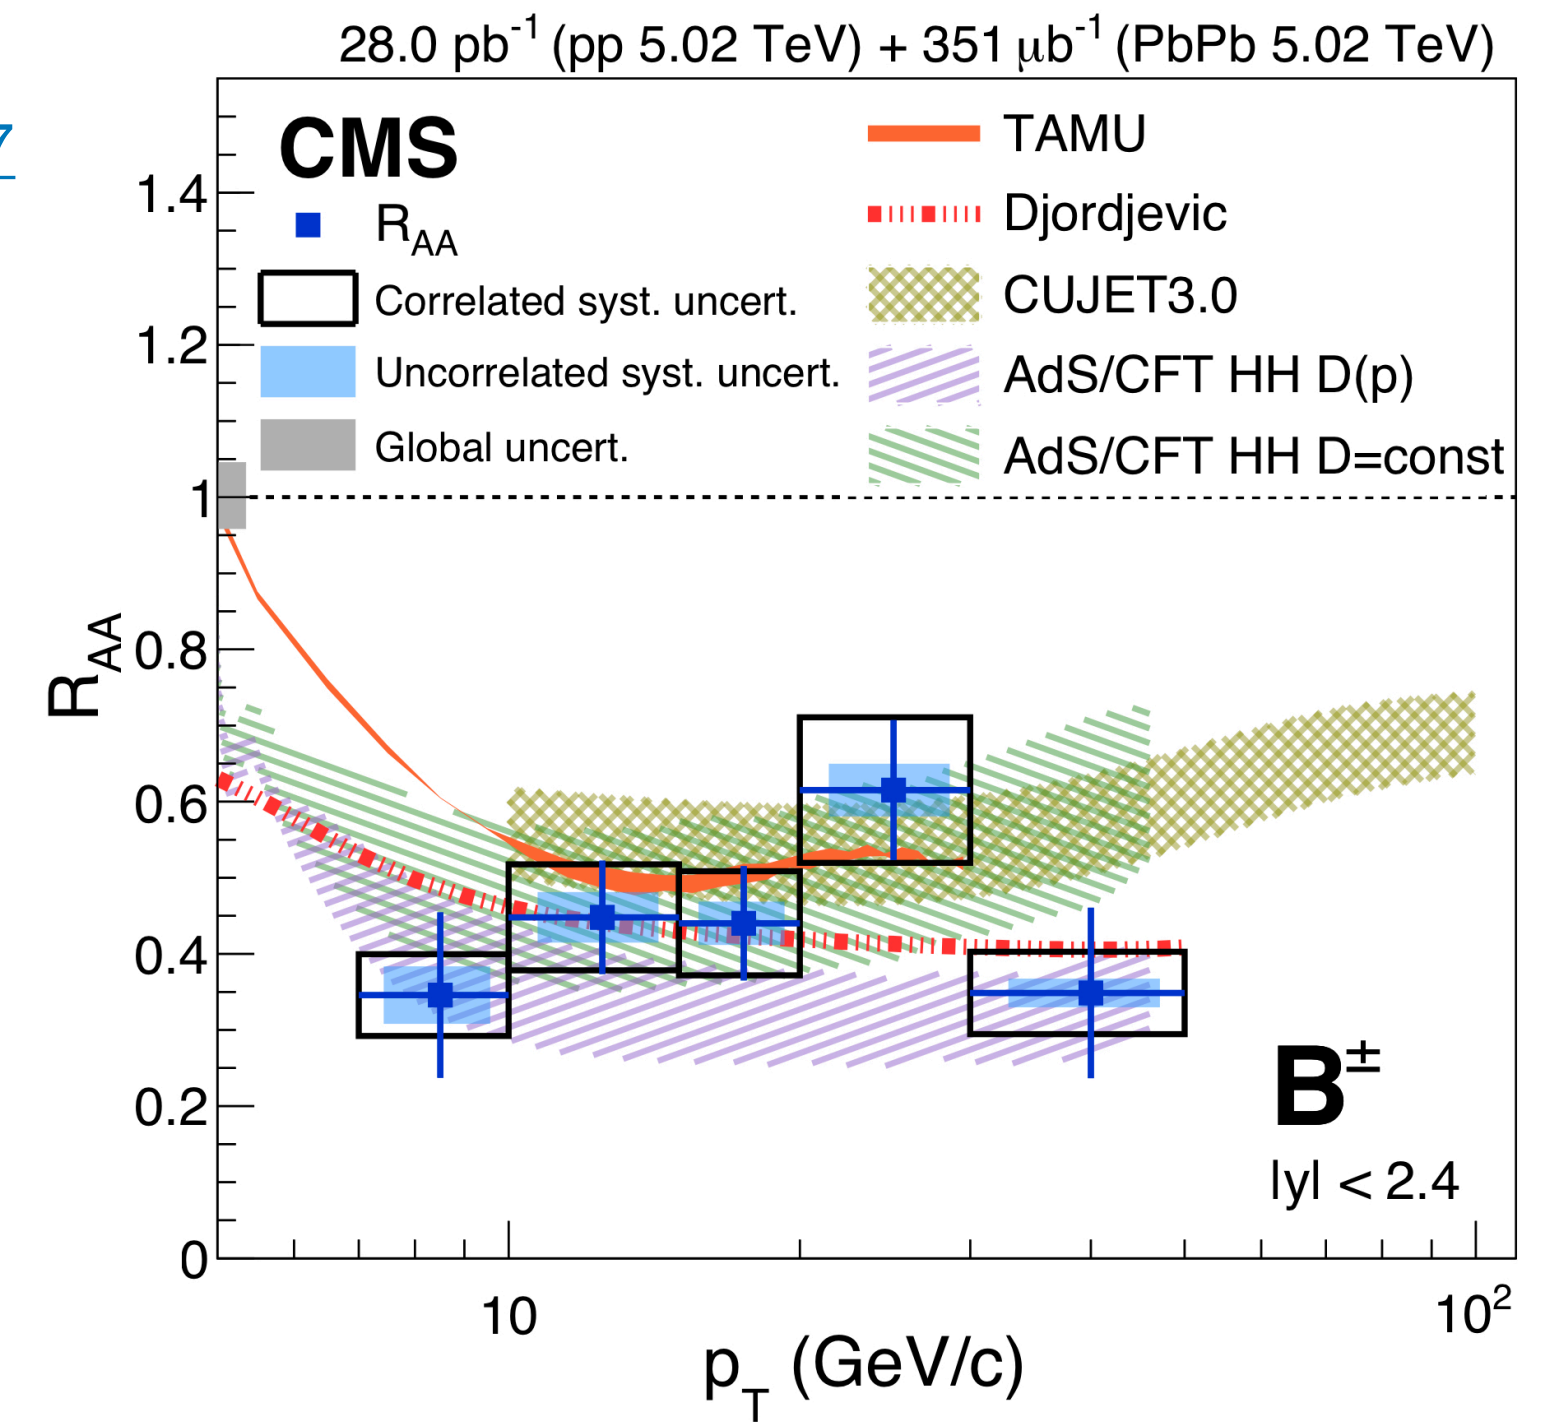 28.0 pb-1 (pp 5.02 TeV) + 351 μb-1 (PbPb 5.02 TeV)
7
CMS
RAA
Correlated syst. uncert.
Uncorrelated syst. uncert.
Global uncert.
TAMU
Djordjevic
CUJET3.0
AdS/CFT HH D(p)
AdS/CFT HH D=const
RAA
1.4
1.2
1
0.8
0.6
0.4
0.2
0
B±
|y| < 2.4
10
10²
pT (GeV/c)